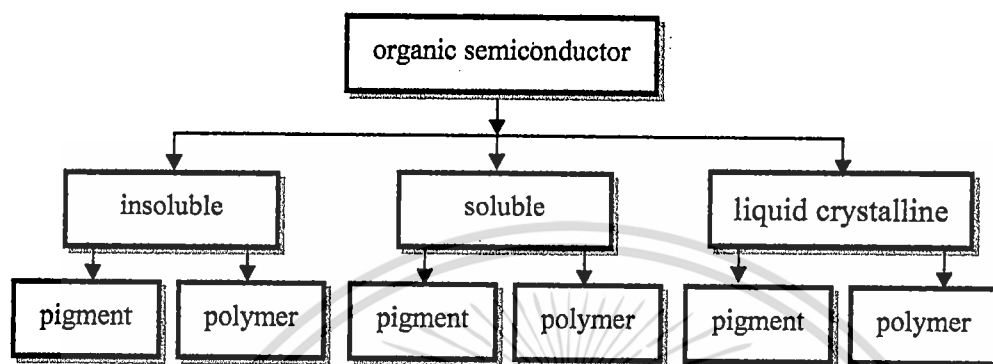 organic semiconductor
insoluble
soluble
liquid crystalline
pigment
polymer
pigment
polymer
pigment
polymer